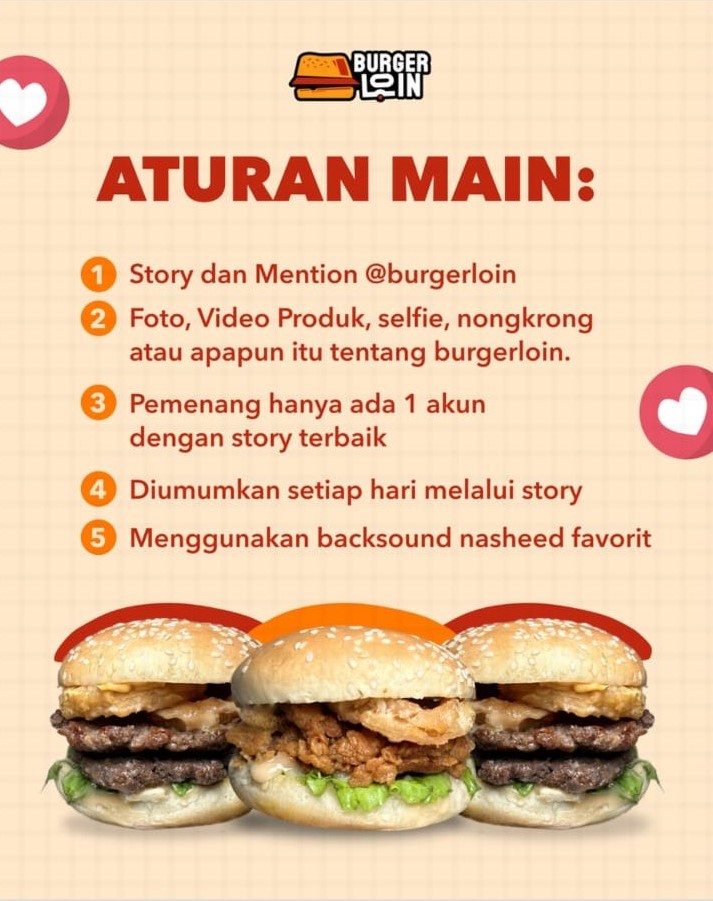 BURGER
LOIN
ATURAN MAIN:
1 Story dan Mention @burgerloin
2 Foto, Video Produk, selfie, nongkrong
atau apapun itu tentang burgerloin.
3 Pemenang hanya ada 1 akun
dengan story terbaik
4 Diumumkan setiap hari melalui story
5 Menggunakan backsound nasheed favorit